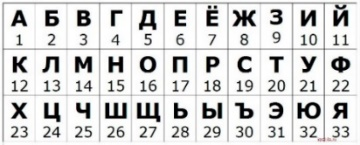 А Б В Г Д Е Ё Ж З И Й
1 2 3 4 5 6 7 8 9 10 11
К Л М Н О П Р С Т У Ф
12 13 14 15 16 17 18 19 20 21 22
Х Ц Ч Ш Щ Ь Ы Ъ Э Ю Я
23 24 25 26 27 28 29 30 31 32 33